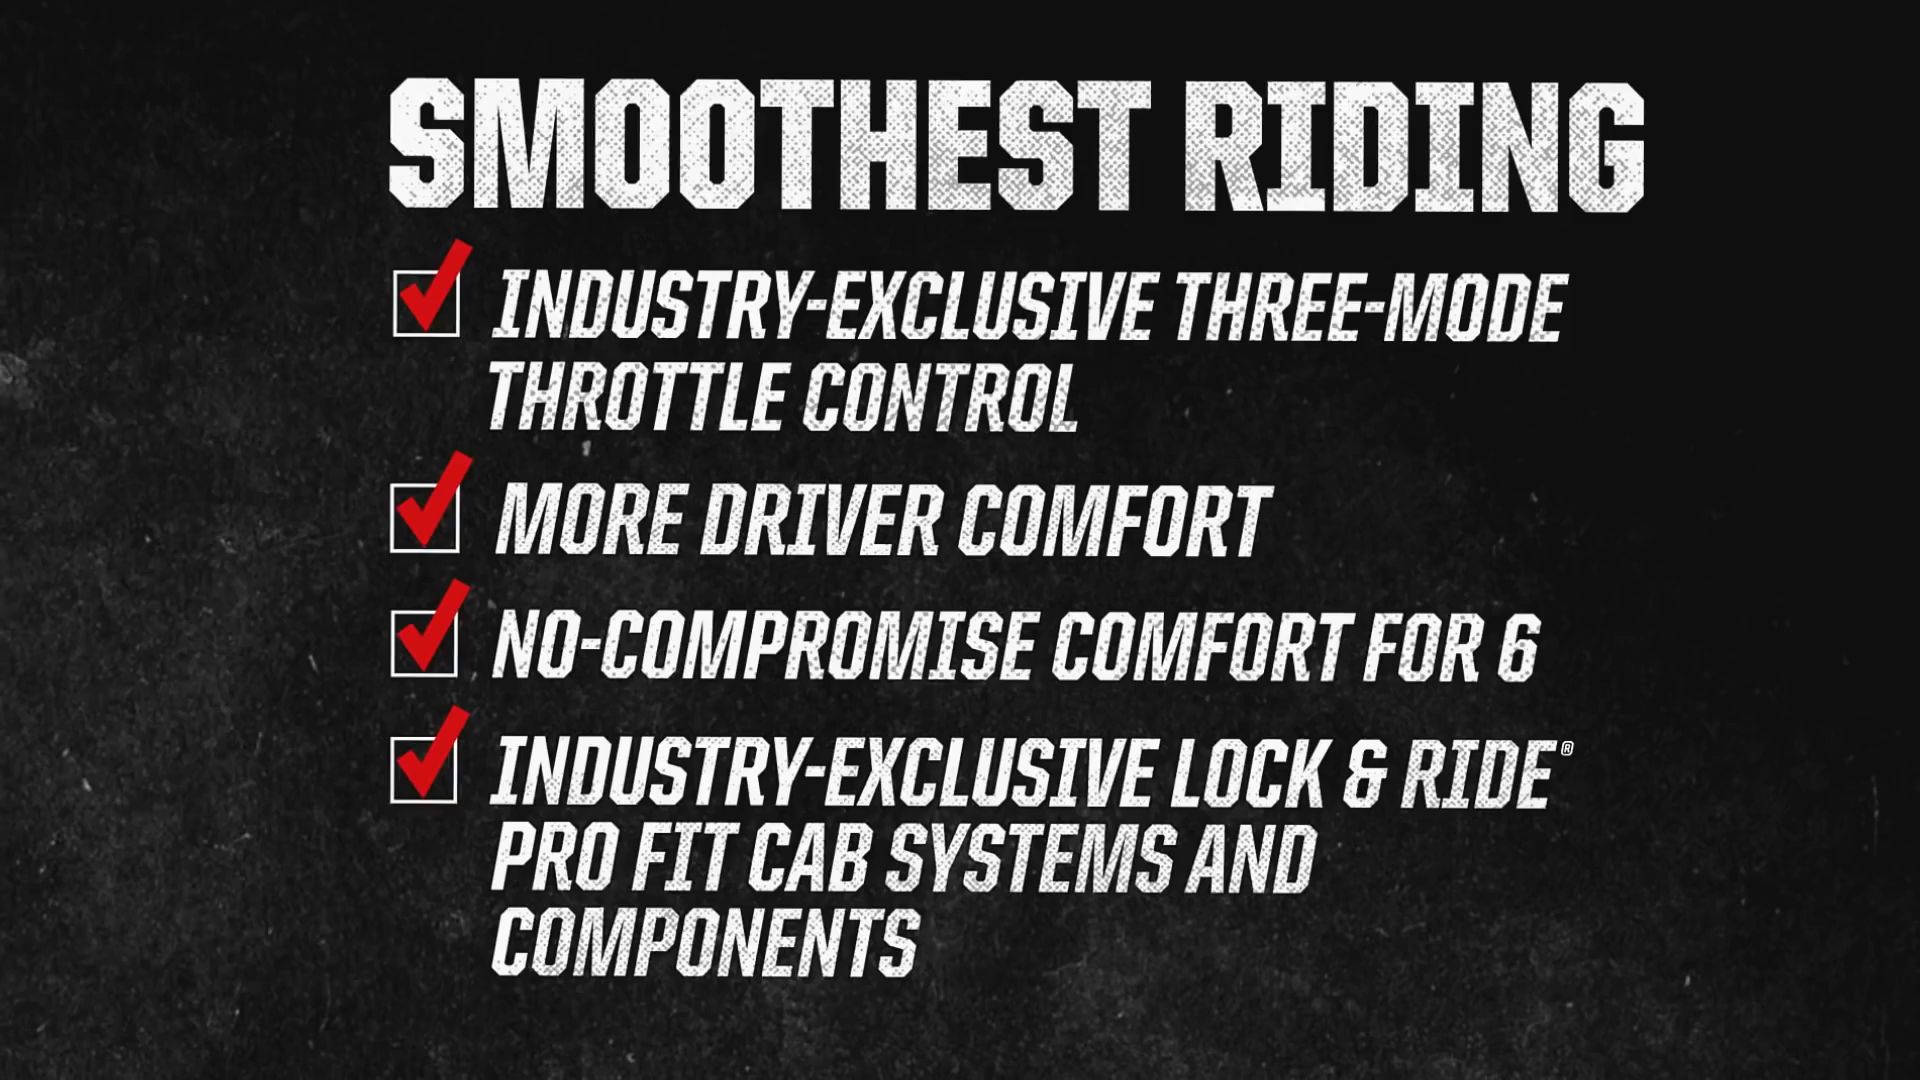 SMOOTHEST RIDING
INDUSTRY-EXCLUSIVE THREE-MODE
THROTTLE CONTROL
MORE DRIVER COMFORT
NO-COMPROMISE COMFORT FOR 6
INDUSTRY-EXCLUSIVE LOCK & RIDE®
PRO FIT CAB SYSTEMS AND
COMPONENTS